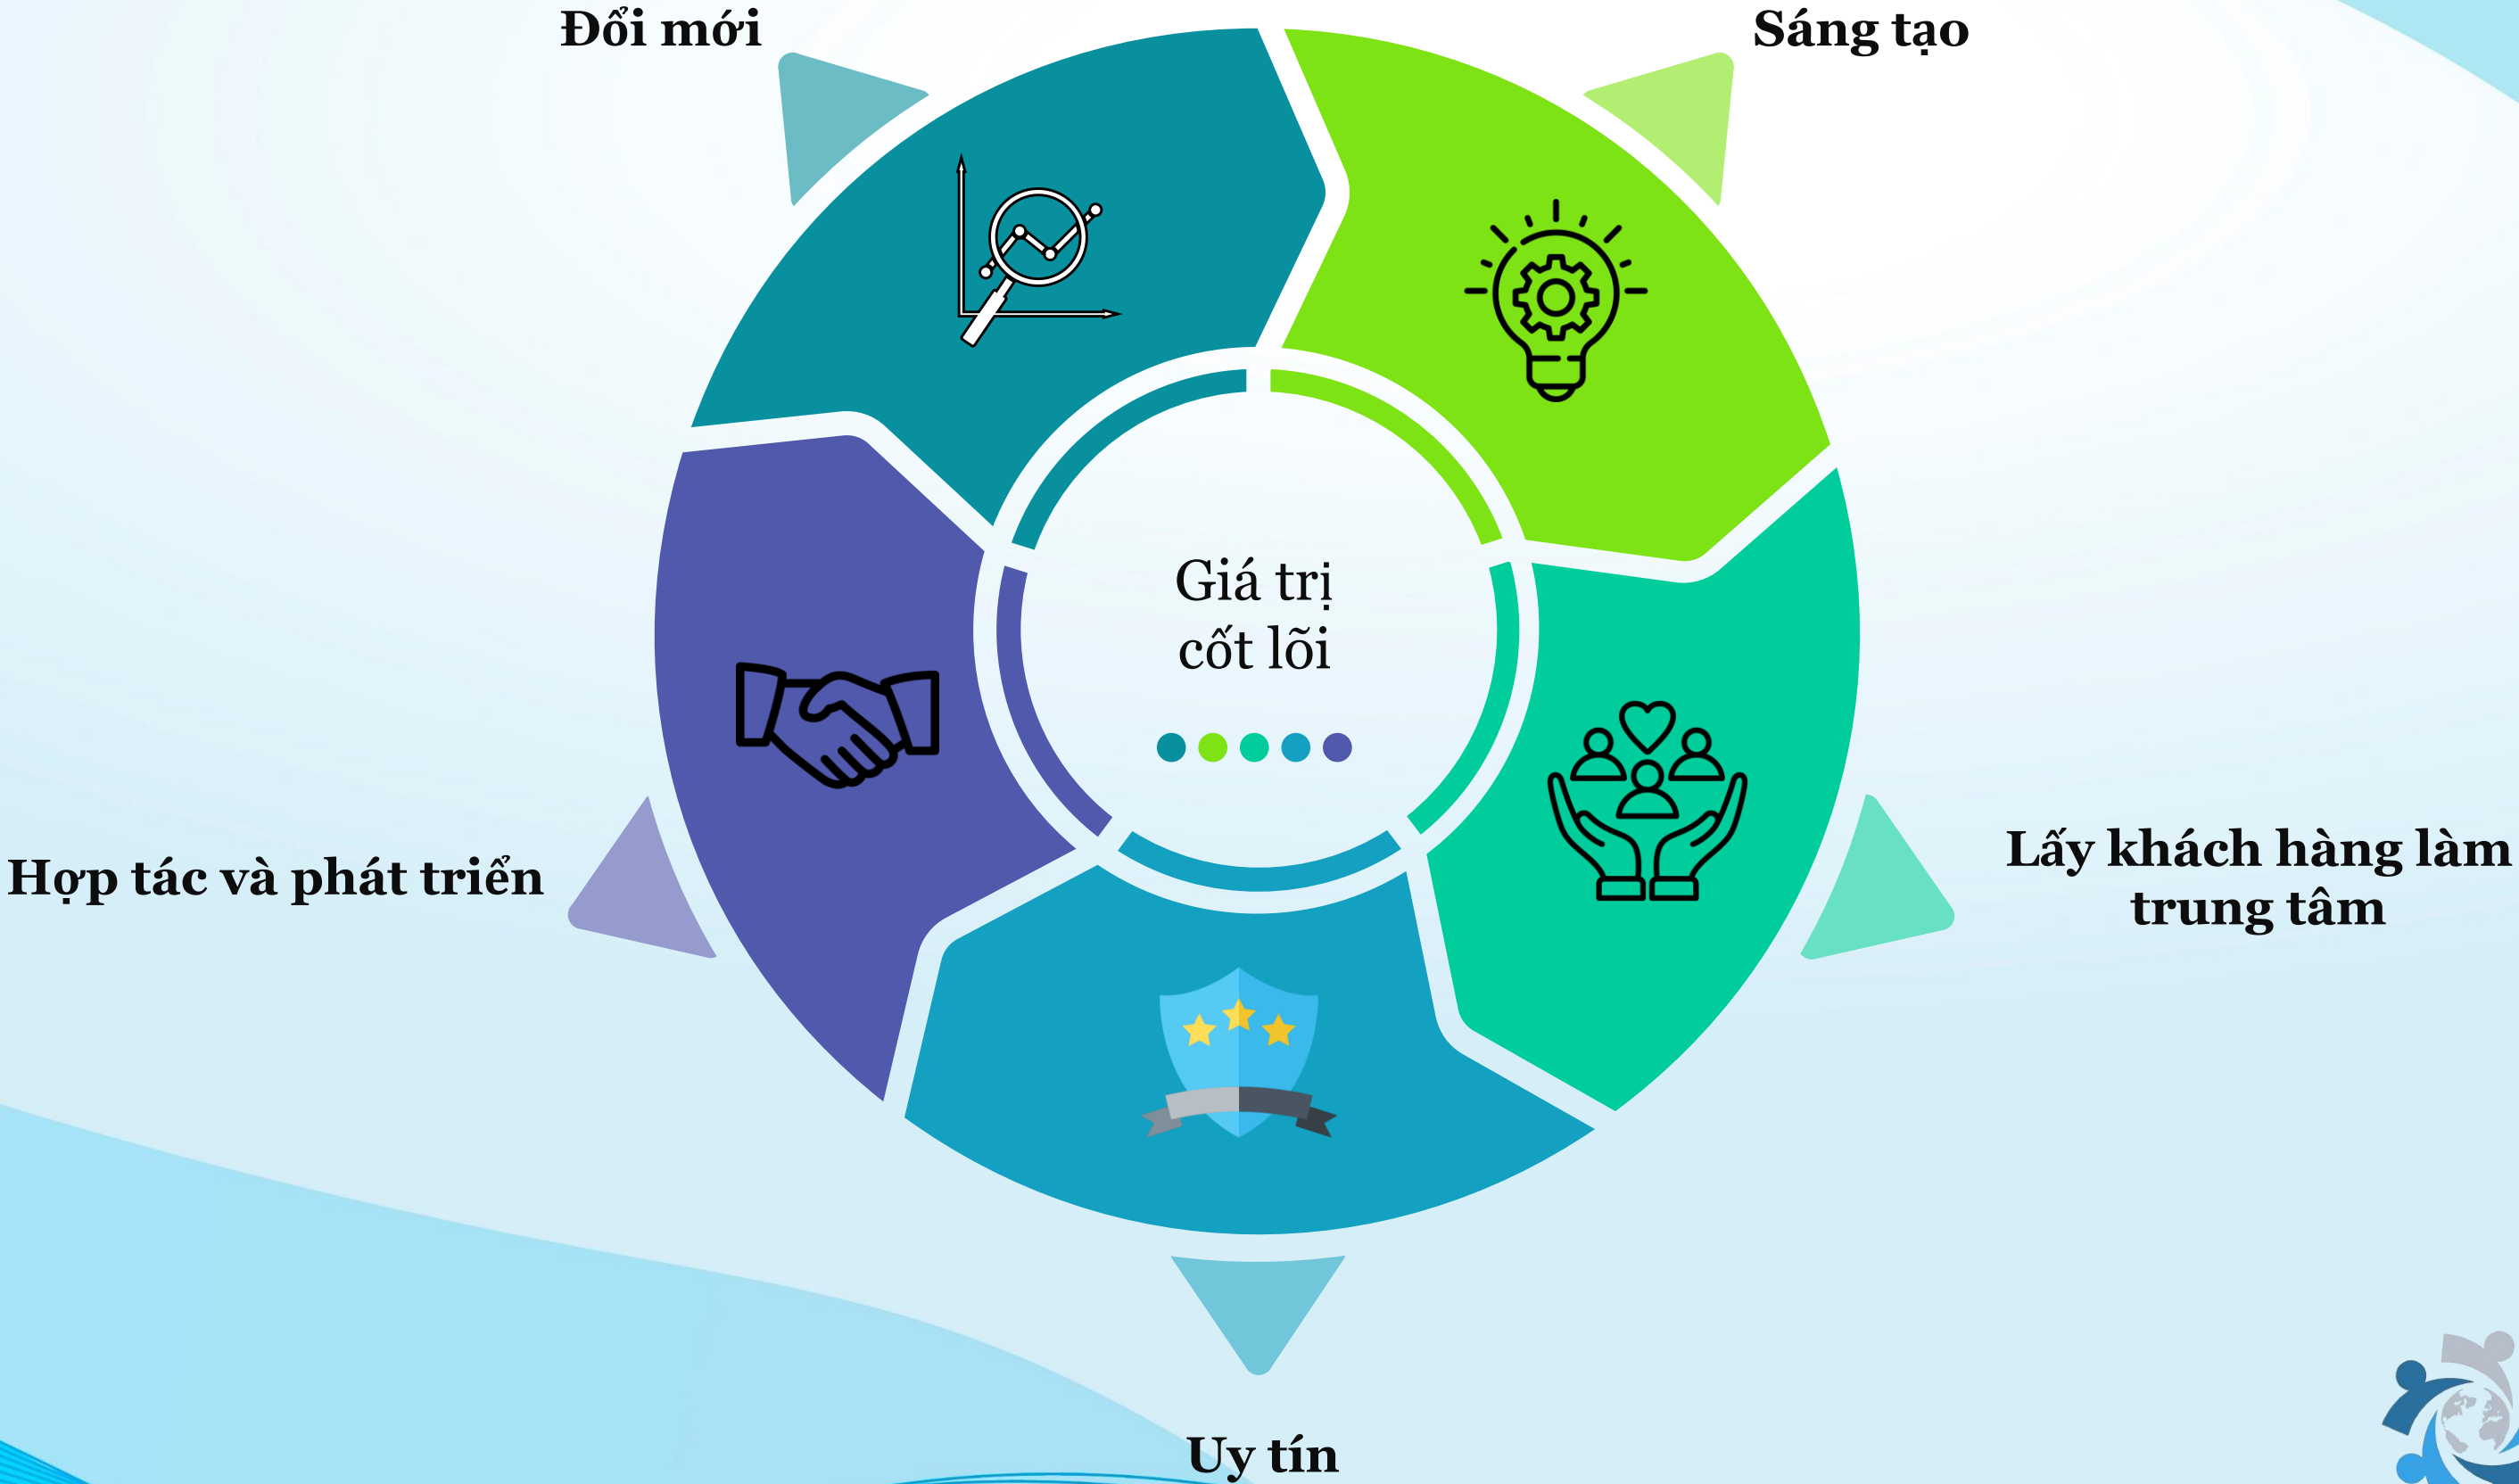 Đổi mới
Sáng tạo
Giá trị
cốt lõi
Hợp tác và phát triển
Lấy khách hàng làm
trung tâm
Uy tín